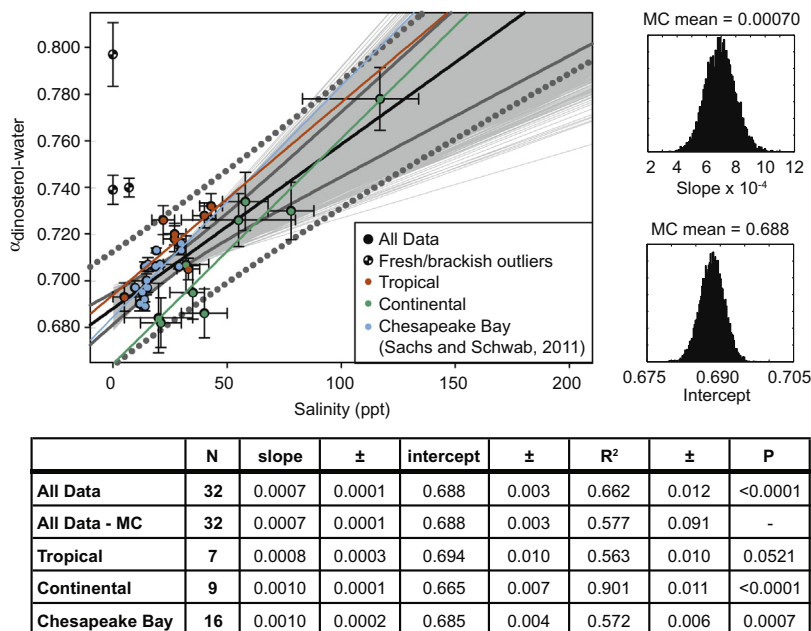 0.800
0.780
0.760
0.740
0.720
0.700
0.680
αdinosterol-water
0 50 100 150 200
Salinity (ppt)
All Data
Fresh/brackish outliers
Tropical
Continental
Chesapeake Bay
(Sachs and Schwab, 2011)
MC mean = 0.00070
2 4 6 8 10 12
Slope x 10⁻⁴
MC mean = 0.688
0.675 0.690 0.705
Intercept
N slope ± intercept ± R² ± P
All Data 32 0.0007 0.0001 0.688 0.003 0.662 0.012 <0.0001
All Data - MC 32 0.0007 0.0001 0.688 0.003 0.577 0.091 -
Tropical 7 0.0008 0.0003 0.694 0.010 0.563 0.010 0.0521
Continental 9 0.0010 0.0001 0.665 0.007 0.901 0.011 <0.0001
Chesapeake Bay 16 0.0010 0.0002 0.685 0.004 0.572 0.006 0.0007